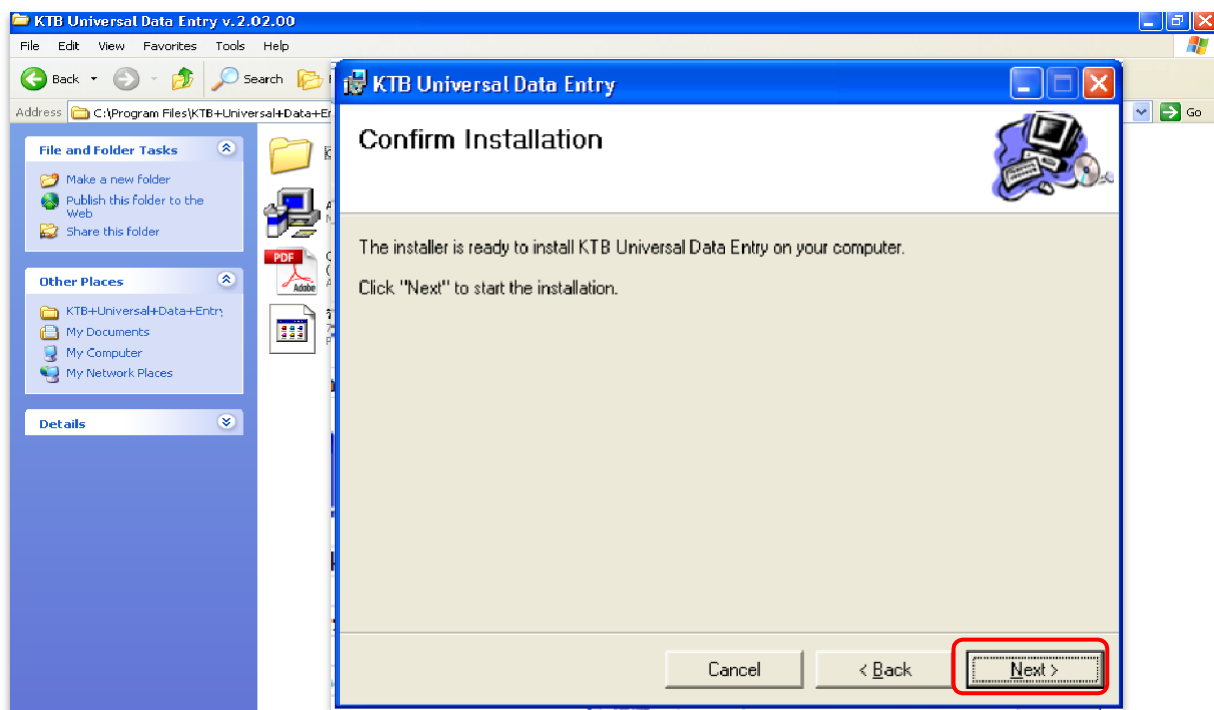 KTB Universal Data Entry v.2.02.00
File Edit View Favorites Tools Help
Back Search
Address C:\Program Files\KTB+Universal+Data+Er
Go
File and Folder Tasks
Make a new folder
Publish this folder to the
Web
Share this folder
Other Places
KTB+Universal+Data+Entry
My Documents
My Computer
My Network Places
Details
PDF
Adobe
KTB Universal Data Entry
Confirm Installation
The installer is ready to install KTB Universal Data Entry on your computer.
Click "Next" to start the installation.
Cancel < Back Next >